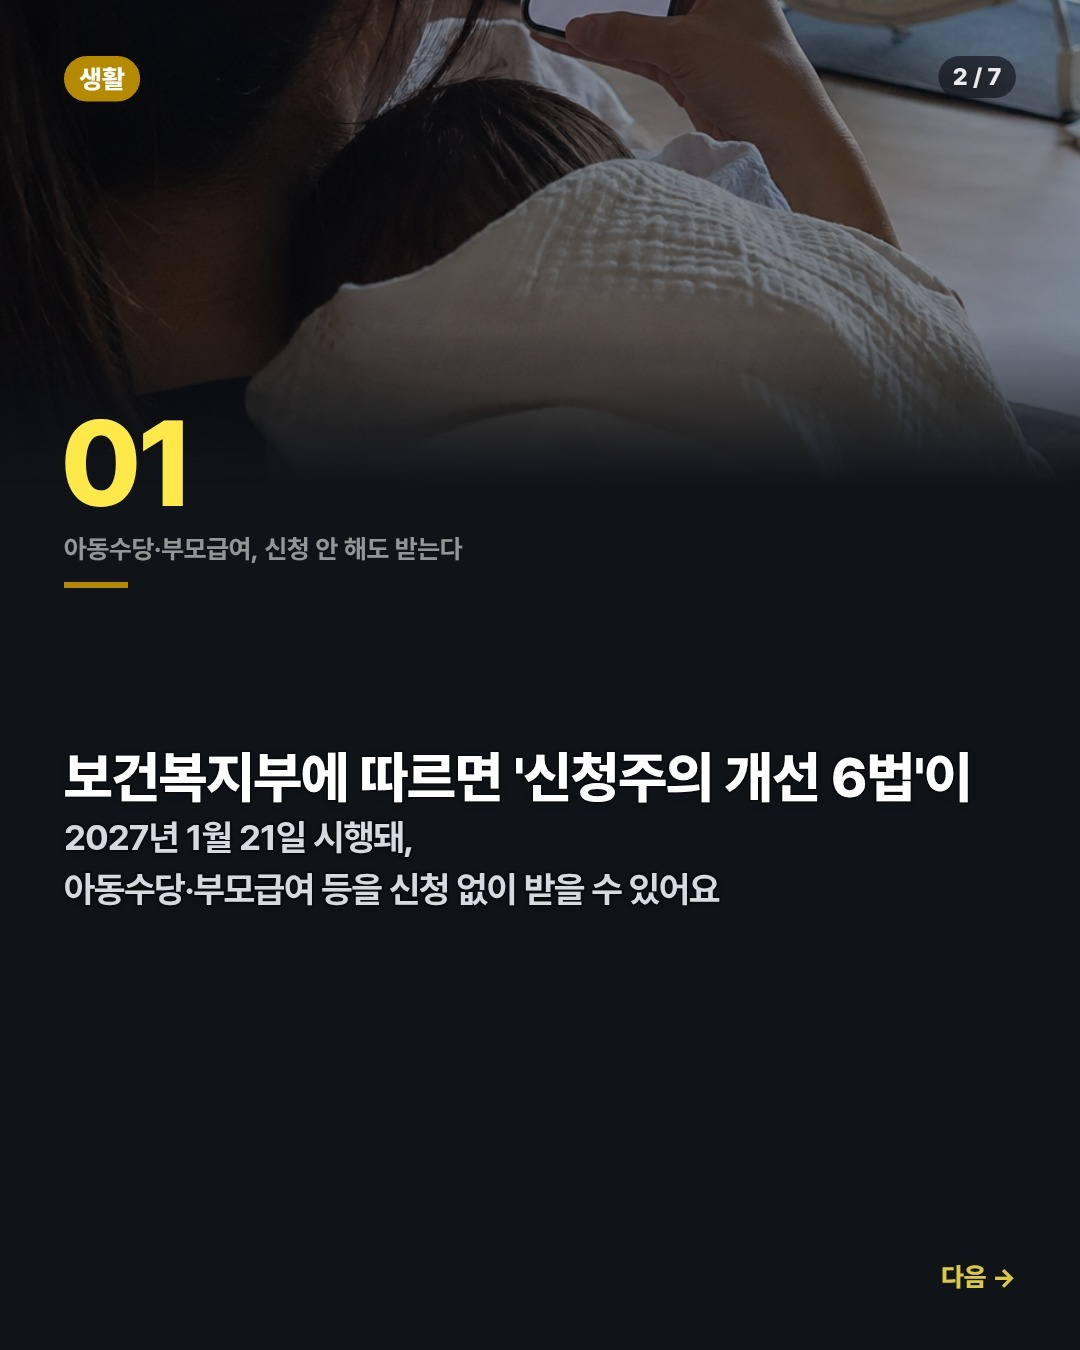 생활
2 / 7
01
아동수당·부모급여, 신청 안 해도 받는다
보건복지부에 따르면 '신청주의 개선 6법'이
2027년 1월 21일 시행돼,
아동수당·부모급여 등을 신청 없이 받을 수 있어요
다음 →